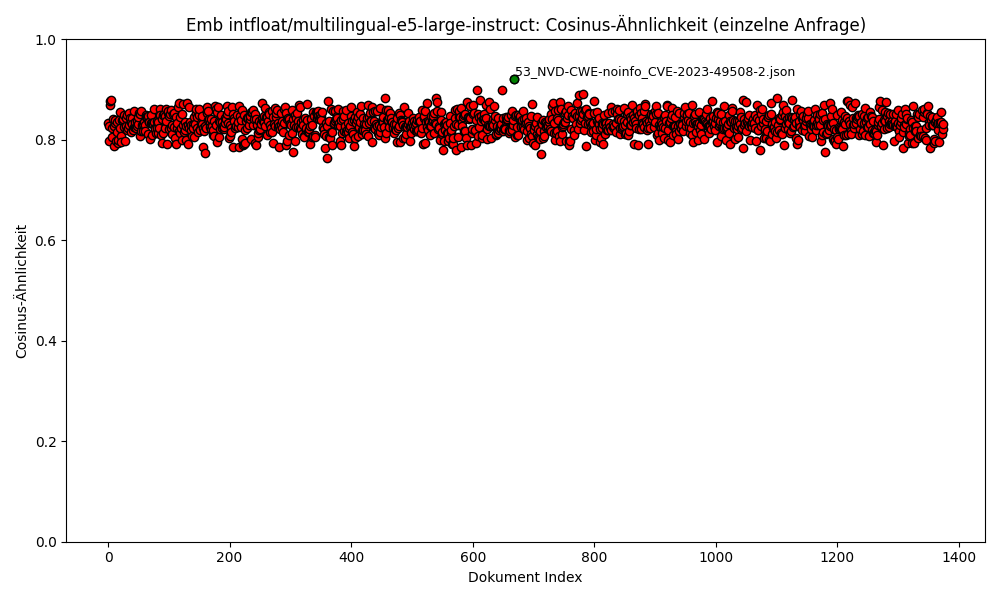 Emb intfloat/multilingual-e5-large-instruct: Cosinus-Ähnlichkeit (einzelne Anfrage)
1.0
53_NVD-CWE-noinfo_CVE-2023-49508-2.json
0.8
0.6
Cosinus-Ähnlichkeit
0.4
0.2
0.0
0 200 400 600 800 1000 1200 1400
Dokument Index